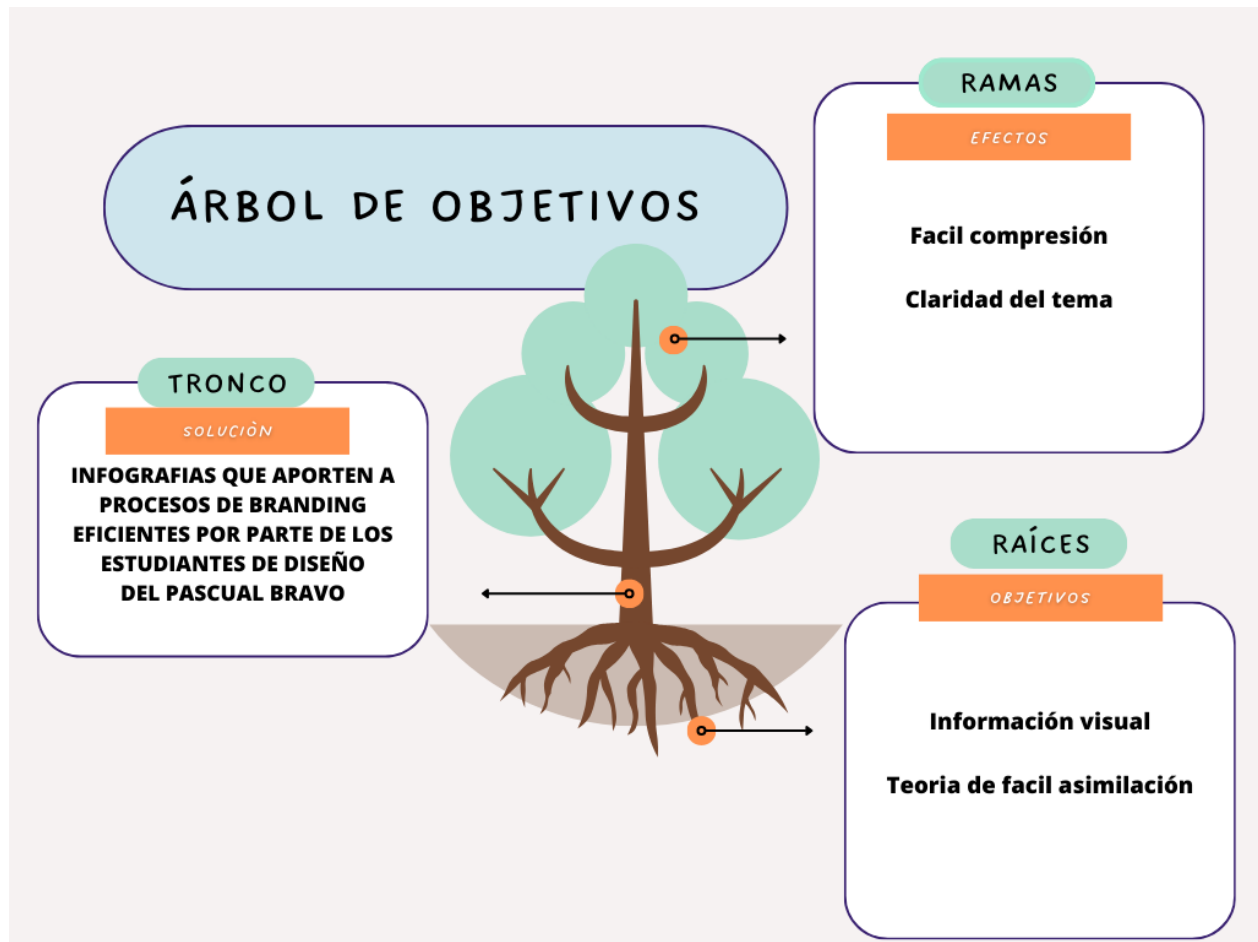 ÁRBOL DE OBJETIVOS
RAMAS
EFECTOS
Facil compresión
Claridad del tema
TRONCO
SOLUCIÒN
INFOGRAFIAS QUE APORTEN A
PROCESOS DE BRANDING
EFICIENTES POR PARTE DE LOS
ESTUDIANTES DE DISEÑO
DEL PASCUAL BRAVO
RAÍCES
OBJETIVOS
Información visual
Teoria de facil asimilación